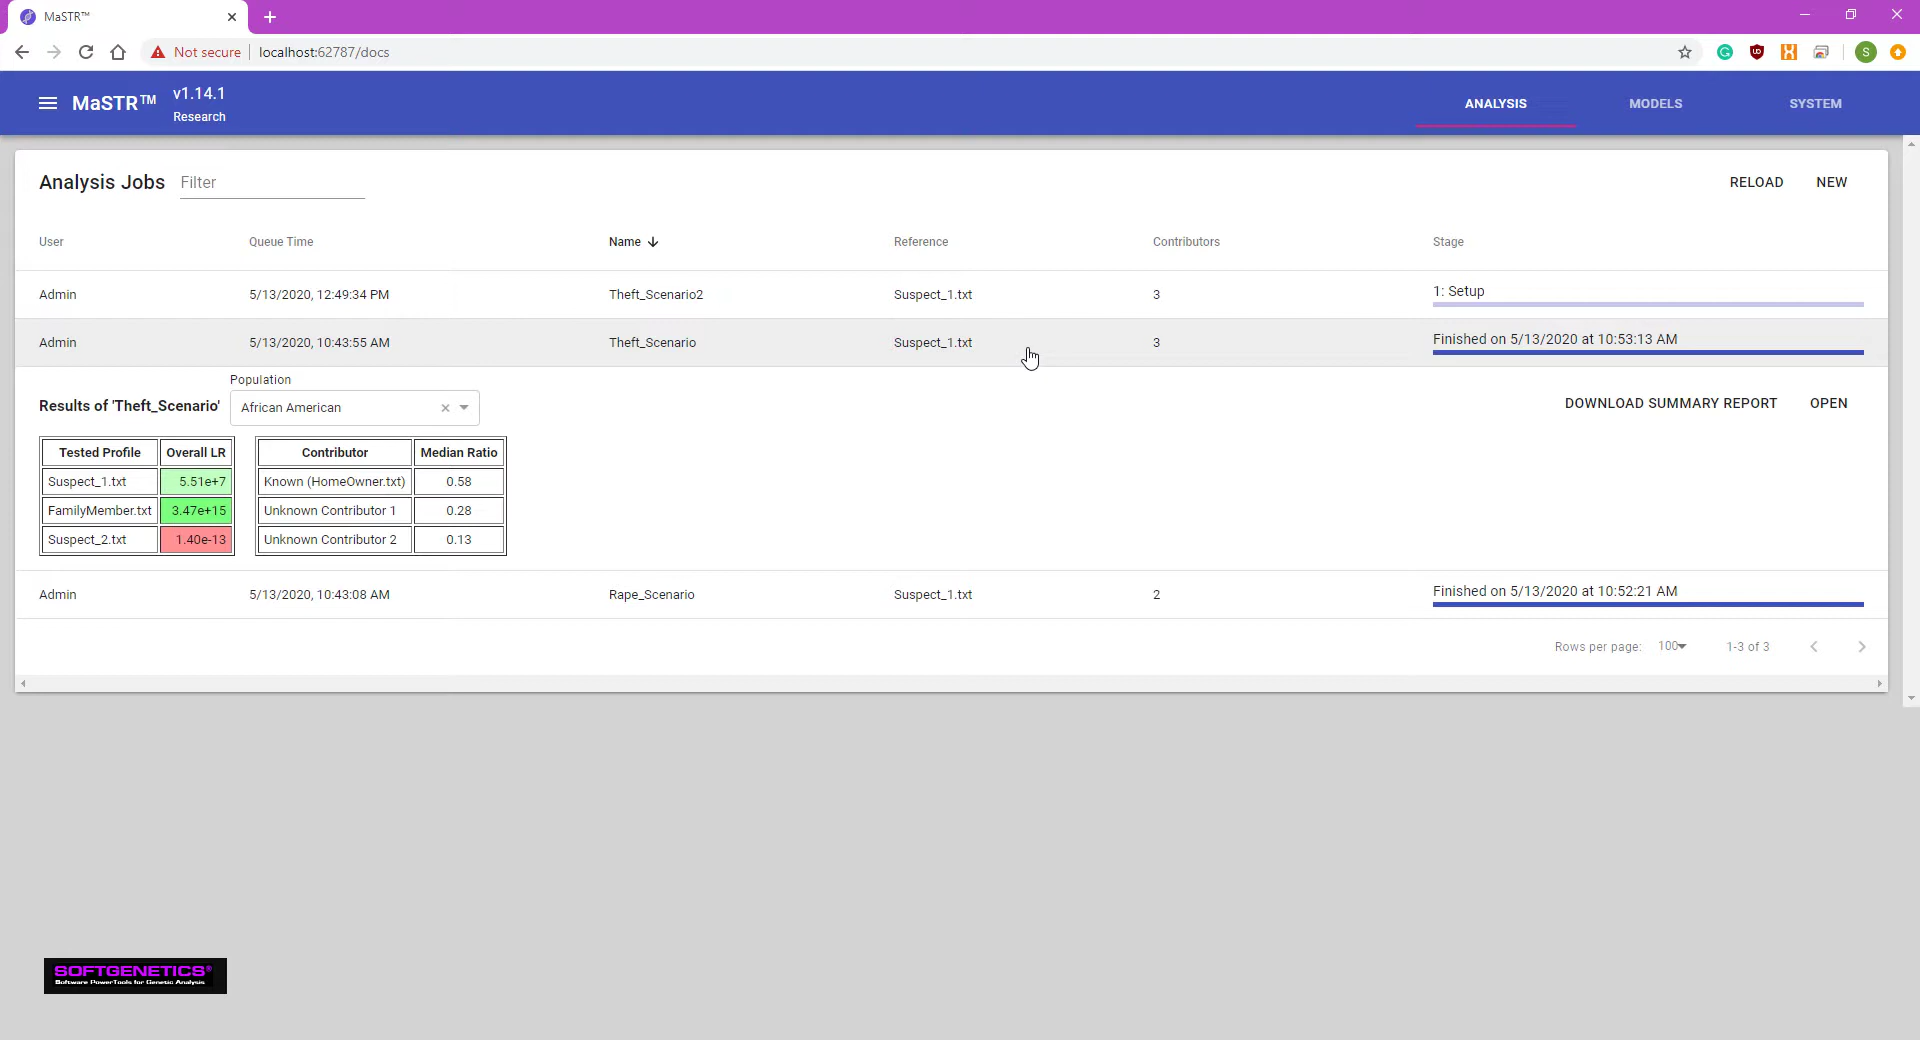 MaSTR™
Not secure
localhost:62787/docs
S
MaSTR™
v1.14.1
Research
ANALYSIS
MODELS
SYSTEM
Analysis Jobs
Filter
RELOAD
NEW
User
Queue Time
Name
Reference
Contributors
Stage
Admin
5/13/2020, 12:49:34 PM
Theft_Scenario2
Suspect_1.txt
3
1: Setup
Admin
5/13/2020, 10:43:55 AM
Theft_Scenario
Suspect_1.txt
3
Finished on 5/13/2020 at 10:53:13 AM
Population
Results of 'Theft_Scenario'
African American
DOWNLOAD SUMMARY REPORT
OPEN
Tested Profile
Overall LR
Suspect_1.txt
5.51e+7
FamilyMember.txt
3.47e+15
Suspect_2.txt
1.40e-13
Contributor
Median Ratio
Known (HomeOwner.txt)
0.58
Unknown Contributor 1
0.28
Unknown Contributor 2
0.13
Admin
5/13/2020, 10:43:08 AM
Rape_Scenario
Suspect_1.txt
2
Finished on 5/13/2020 at 10:52:21 AM
Rows per page:
100
1-3 of 3
SOFTGENETICS®
Software PowerTools for Genetic Analysis